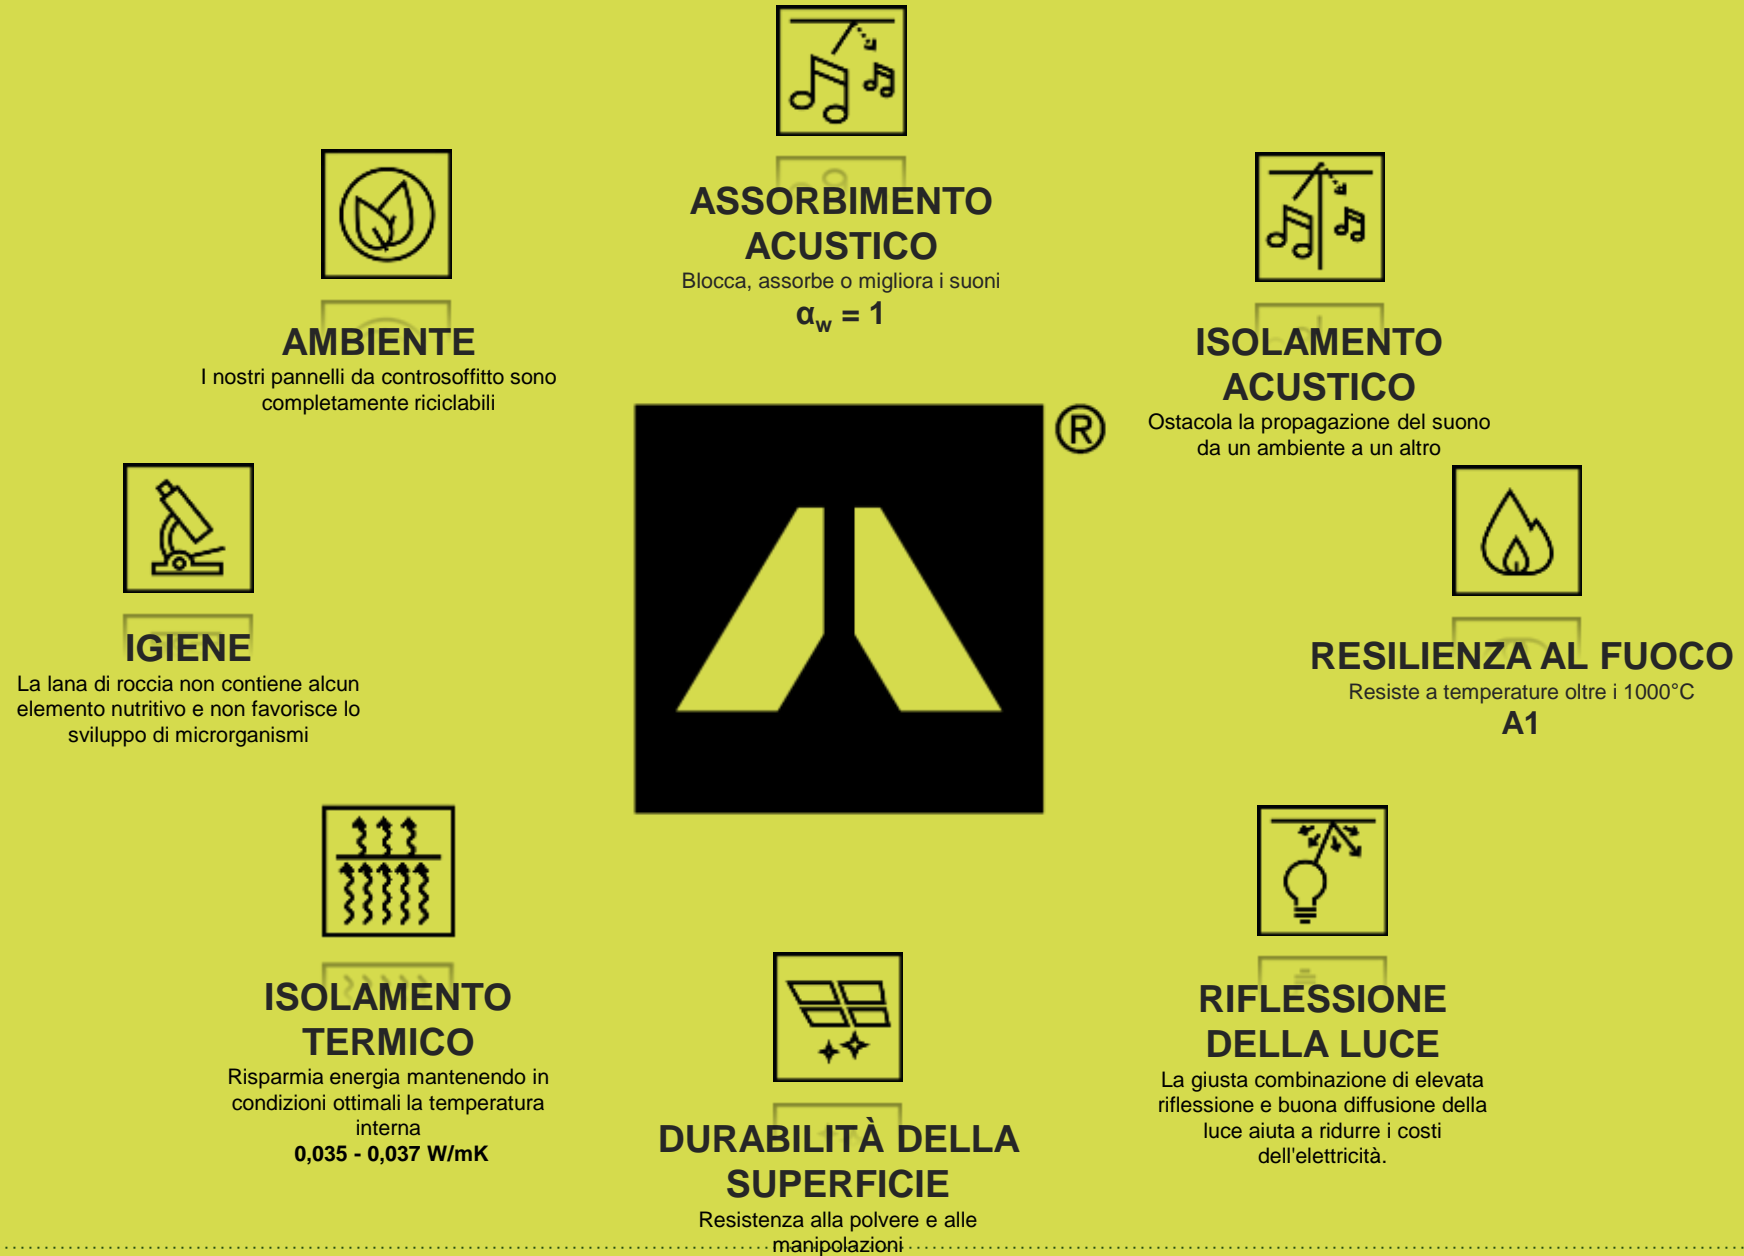 ASSORBIMENTO
ACUSTICO
Blocca, assorbe o migliora i suoni
αw = 1
AMBIENTE
I nostri pannelli da controsoffitto sono
completamente riciclabili
ISOLAMENTO
ACUSTICO
Ostacola la propagazione del suono
da un ambiente a un altro
®
IGIENE
La lana di roccia non contiene alcun
elemento nutritivo e non favorisce lo
sviluppo di microrganismi
RESILIENZA AL FUOCO
Resiste a temperature oltre i 1000°C
A1
ISOLAMENTO
TERMICO
Risparmia energia mantenendo in
condizioni ottimali la temperatura
interna
0,035 - 0,037 W/mK
RIFLESSIONE
DELLA LUCE
La giusta combinazione di elevata
riflessione e buona diffusione della
luce aiuta a ridurre i costi
dell'elettricità.
DURABILITÀ DELLA
SUPERFICIE
Resistenza alla polvere e alle
manipolazioni